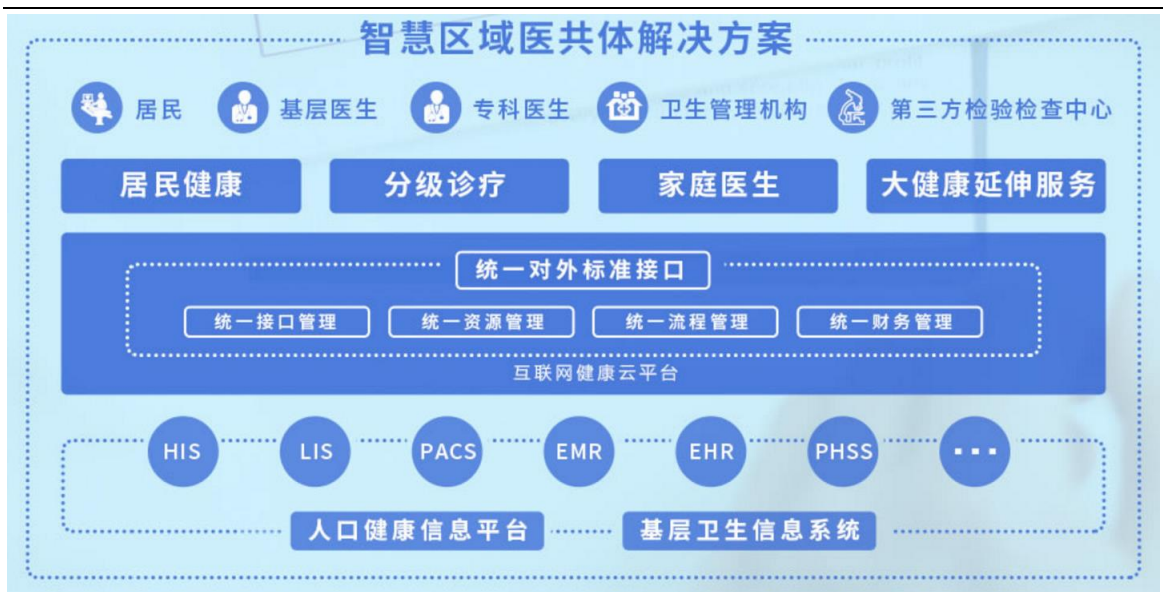 智慧区域医共体解决方案
居民 基层医生 专科医生 卫生管理机构 第三方检验检查中心
居民健康 分级诊疗 家庭医生 大健康延伸服务
统一对外标准接口
统一接口管理 统一资源管理 统一流程管理 统一财务管理
互联网健康云平台
HIS LIS PACS EMR EHR PHSS ...
人口健康信息平台 基层卫生信息系统